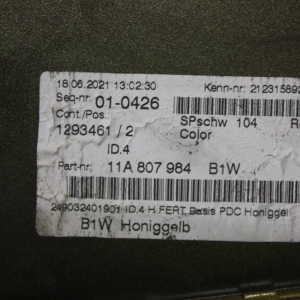 18.06.2021 13:02:30 Kenn-nr: 212315892
Seq-nr: 01-0426
Cont./Pos.: SPschw 104
1293461 / 2 Color
ID.4
Part-nr: 11A 807 984 B1W
249032401901 ID.4 H FERT Basis PDC Honiggel
B1W Honiggelb